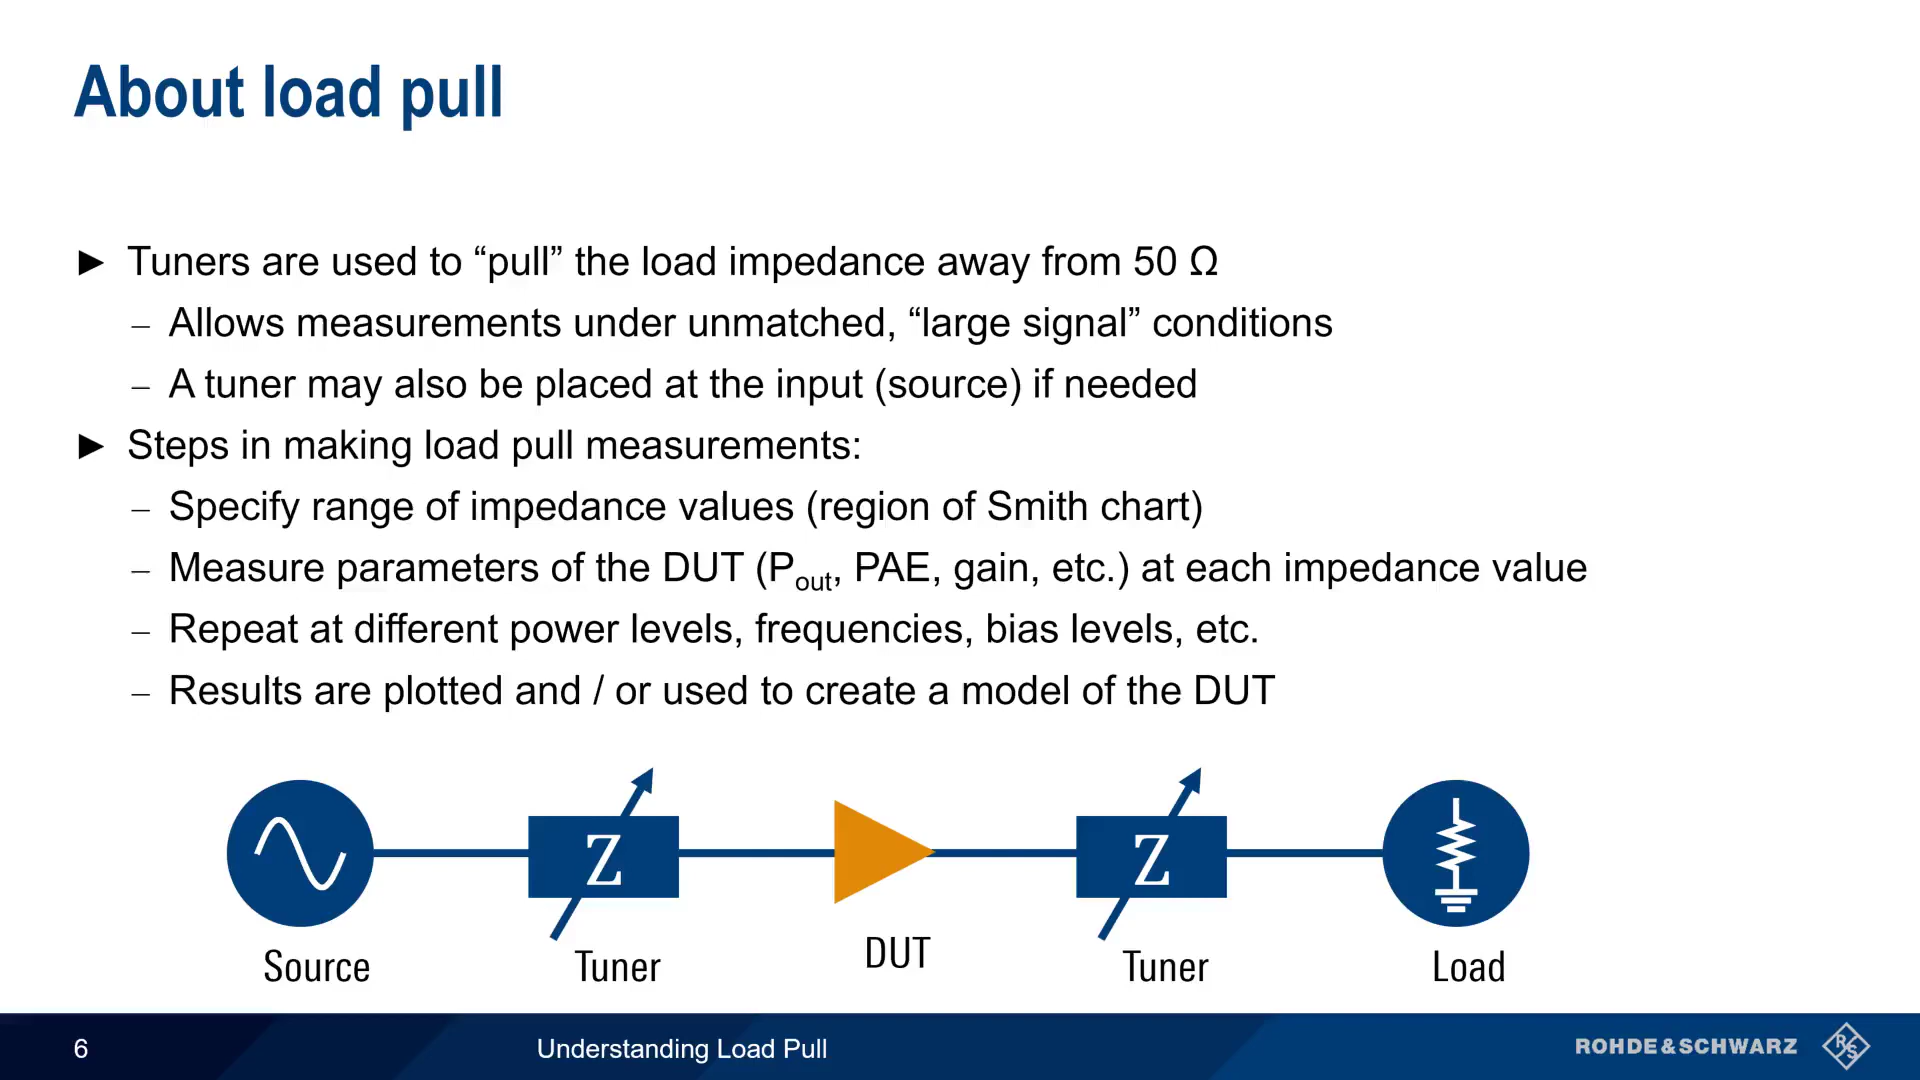 About load pull
► Tuners are used to “pull” the load impedance away from 50 Ω
– Allows measurements under unmatched, “large signal” conditions
– A tuner may also be placed at the input (source) if needed
► Steps in making load pull measurements:
– Specify range of impedance values (region of Smith chart)
– Measure parameters of the DUT (Pout, PAE, gain, etc.) at each impedance value
– Repeat at different power levels, frequencies, bias levels, etc.
– Results are plotted and / or used to create a model of the DUT
Z Z
Source Tuner DUT Tuner Load
6 Understanding Load Pull ROHDE&SCHWARZ R&S